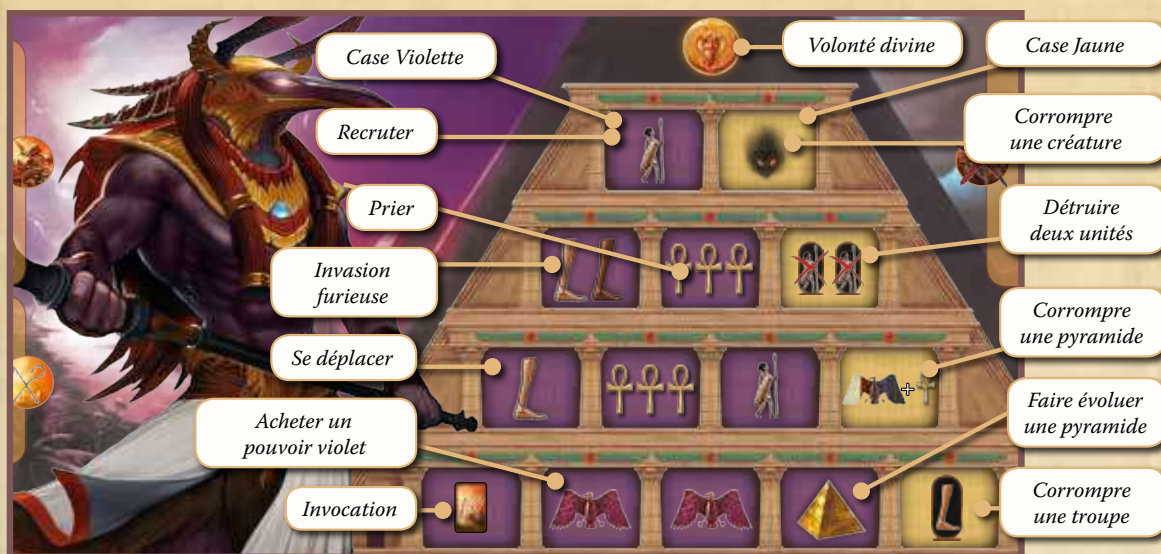 Case Violette
Volonté divine
Case Jaune
Recruter
Corrompre
une créature
Prier
Détruire
deux unités
Invasion
furieuse
Corrompre
une pyramide
Se déplacer
Acheter un
pouvoir violet
Faire évoluer
une pyramide
Invocation
Corrompre
une troupe